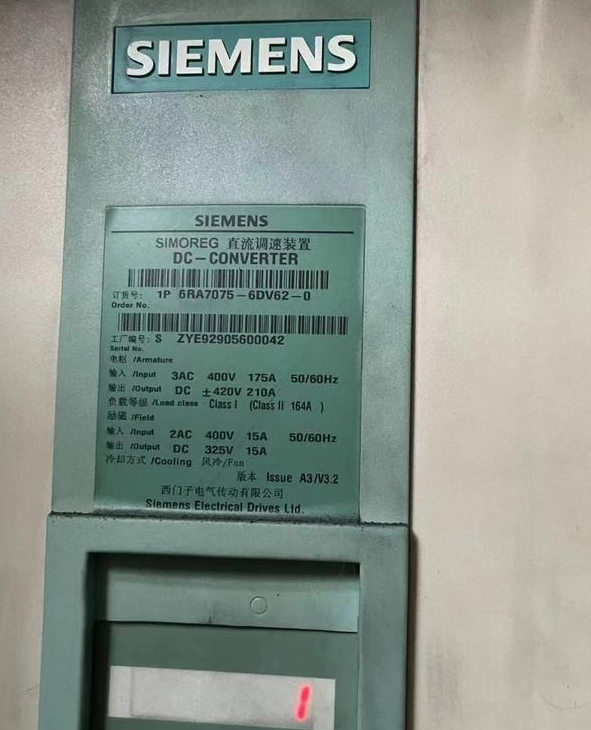 SIEMENS
SIEMENS
SIMOREG 直流调速装置
DC-CONVERTER
订货号: 1P 6RA7075-6DV62-0
Order No.
工厂编号: S ZYE92905600042
Serial No.
电枢 /Armature
输入 /Input 3AC 400V 175A 50/60Hz
输出 /Output DC ±420V 210A
负载等级 /Load class Class I (Class II 164A )
励磁 /Field
输入 /Input 2AC 400V 15A 50/60Hz
输出 /Output DC 325V 15A
冷却方式 /Cooling 风冷/Fan
版本 Issue A3/V3.2
西门子电气传动有限公司
Siemens Electrical Drives Ltd.
1